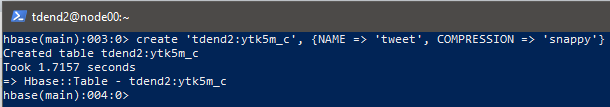 tdend2@node00:~
hbase(main):003:0> create 'tdend2:ytk5m_c', {NAME => 'tweet', COMPRESSION => 'snappy'}
Created table tdend2:ytk5m_c
Took 1.7157 seconds
=> Hbase::Table - tdend2:ytk5m_c
hbase(main):004:0>